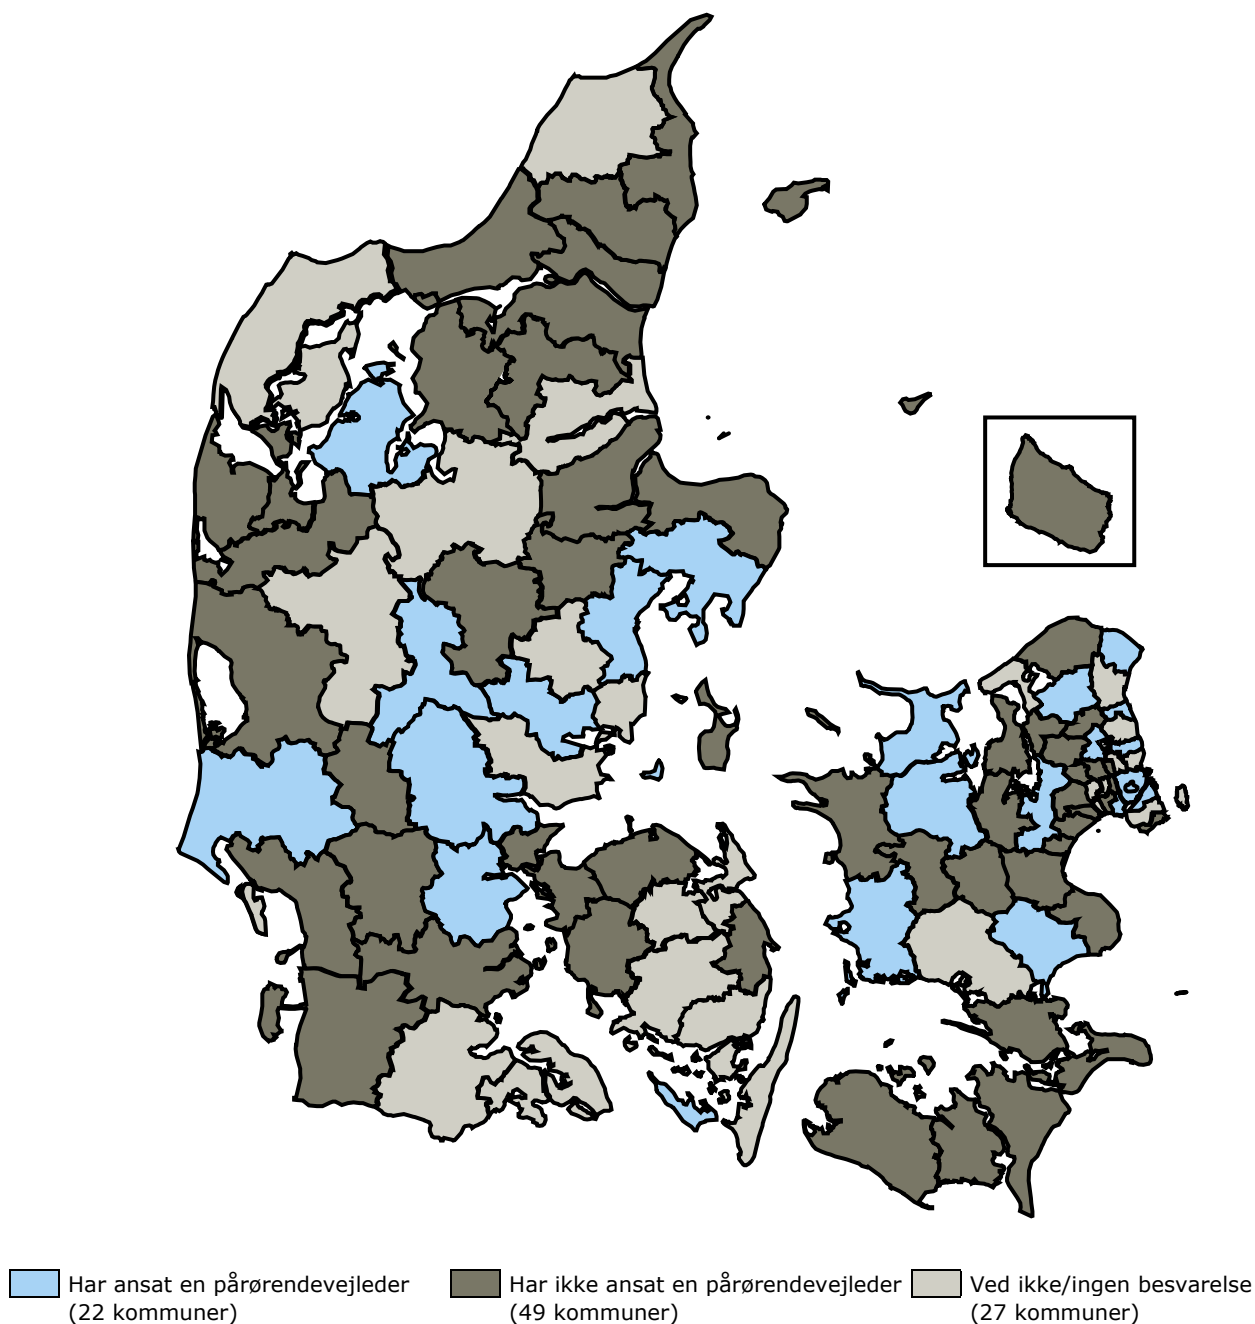 Har ansat en pårørendevejleder
(22 kommuner)
Har ikke ansat en pårørendevejleder
(49 kommuner)
Ved ikke/ingen besvarelse
(27 kommuner)